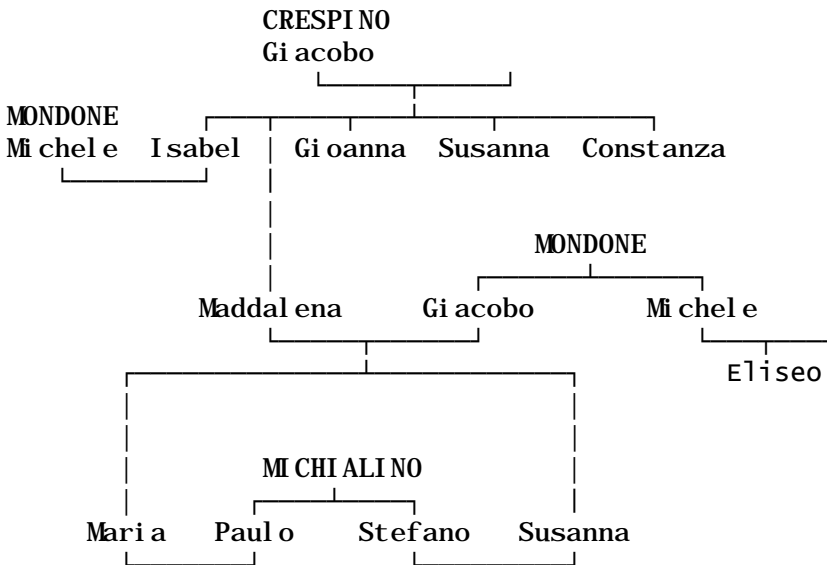 CRESPINO
Giacobo
MONDONE
Michele Isabel Gioanna Susanna Constanza
MONDONE
Maddalena Giacobo Michele
Eliseo
MICHIALINO
Maria Paulo Stefano Susanna